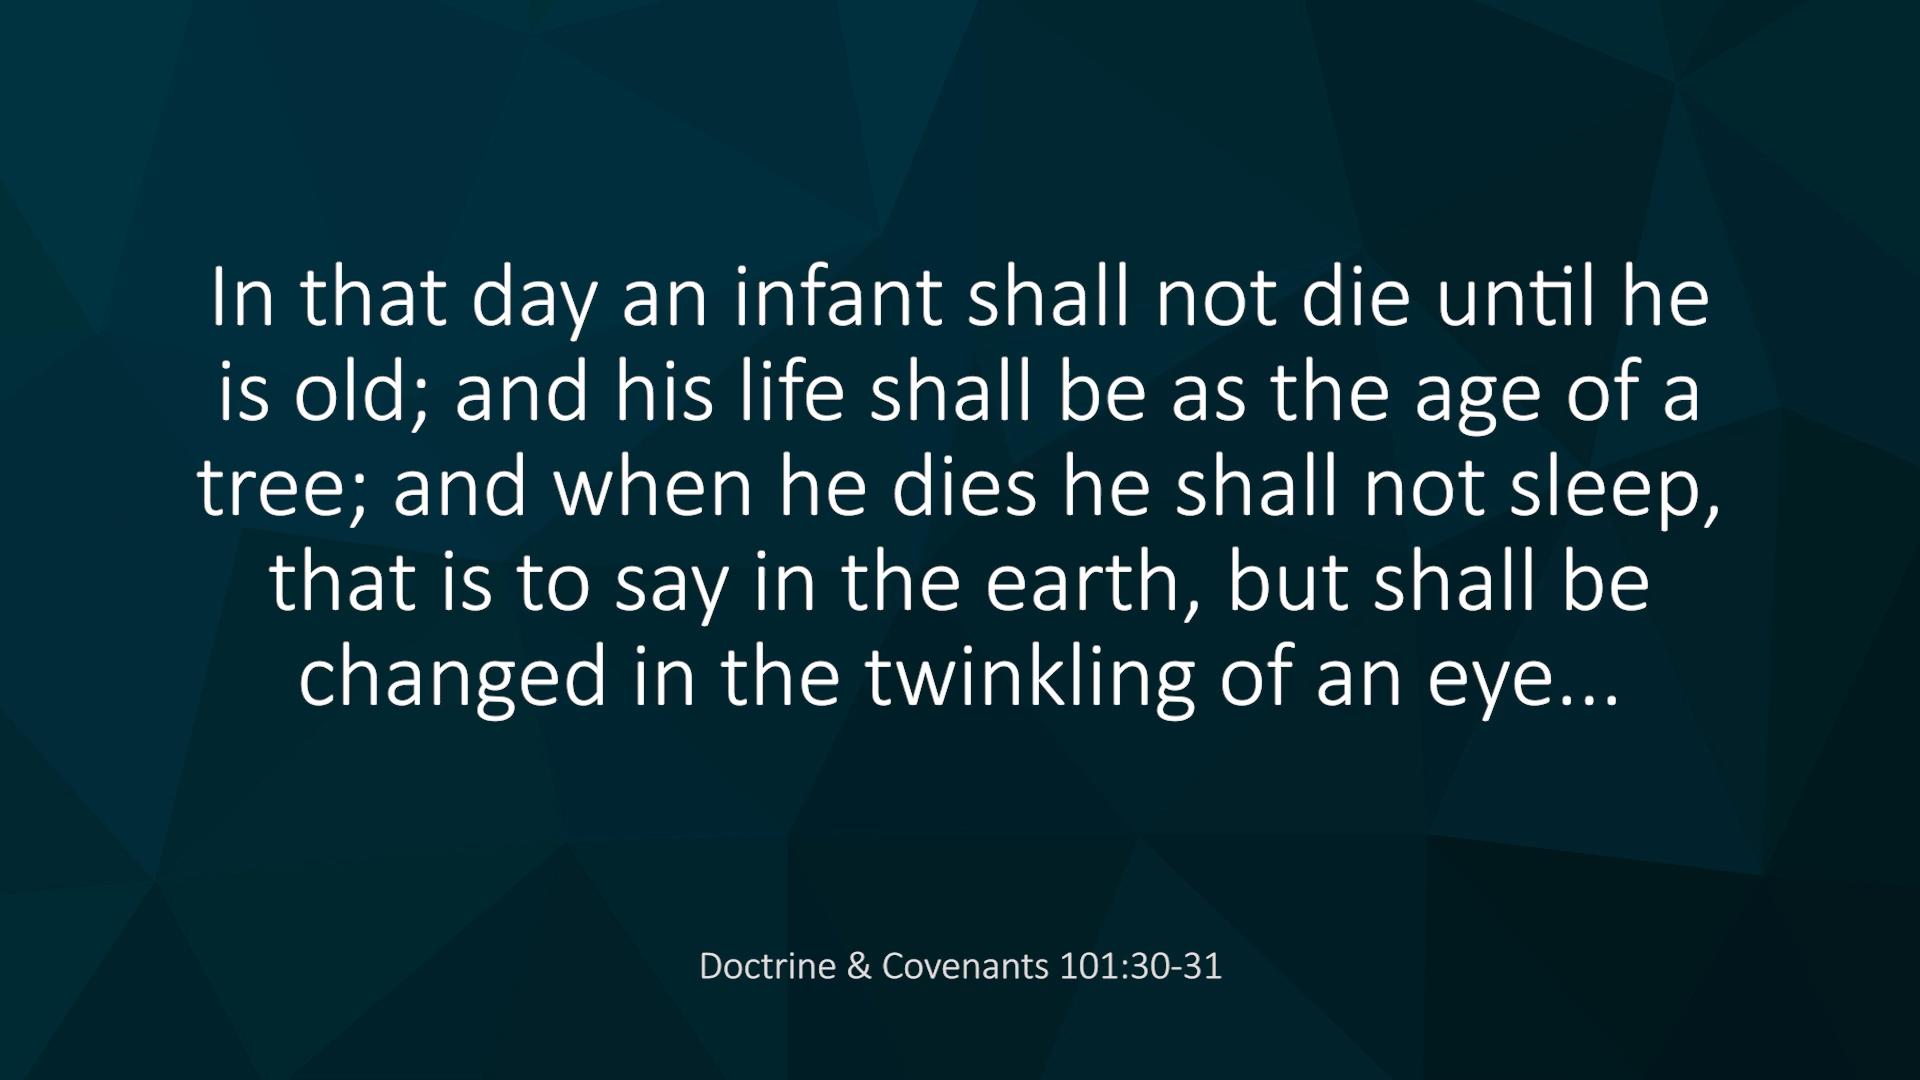 In that day an infant shall not die until he
is old; and his life shall be as the age of a
tree; and when he dies he shall not sleep,
that is to say in the earth, but shall be
changed in the twinkling of an eye...
Doctrine & Covenants 101:30-31